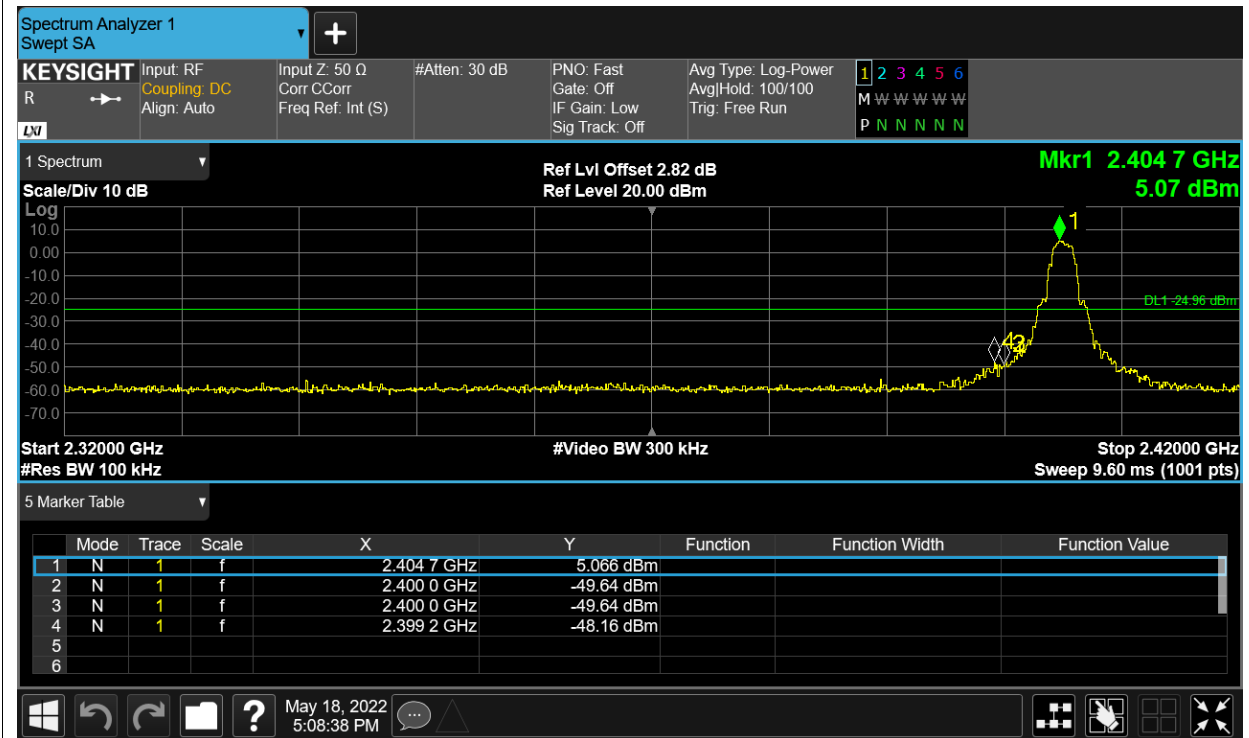 Spectrum Analyzer 1
Swept SA
+
KEYSIGHT Input: RF Input Z: 50 Ω #Atten: 30 dB PNO: Fast Avg Type: Log-Power 1 2 3 4 5 6
R Coupling: DC Corr CCorr Gate: Off Avg|Hold: 100/100 M W W W W W
Align: Auto Freq Ref: Int (S) IF Gain: Low Trig: Free Run
LXI Sig Track: Off P N N N N N
1 Spectrum Ref Lvl Offset 2.82 dB Mkr1 2.404 7 GHz
Scale/Div 10 dB Ref Level 20.00 dBm 5.07 dBm
Log
1
10.0
0.00
-10.0
-20.0
DL1 -24.96 dBm
-30.0
-40.0
-50.0
-60.0
-70.0
Start 2.32000 GHz #Video BW 300 kHz Stop 2.42000 GHz
#Res BW 100 kHz Sweep 9.60 ms (1001 pts)
5 Marker Table
Mode Trace Scale X Y Function Function Width Function Value
1 N 1 f 2.404 7 GHz 5.066 dBm
2 N 1 f 2.400 0 GHz -49.64 dBm
3 N 1 f 2.400 0 GHz -49.64 dBm
4 N 1 f 2.399 2 GHz -48.16 dBm
5
6
? May 18, 2022
5:08:38 PM